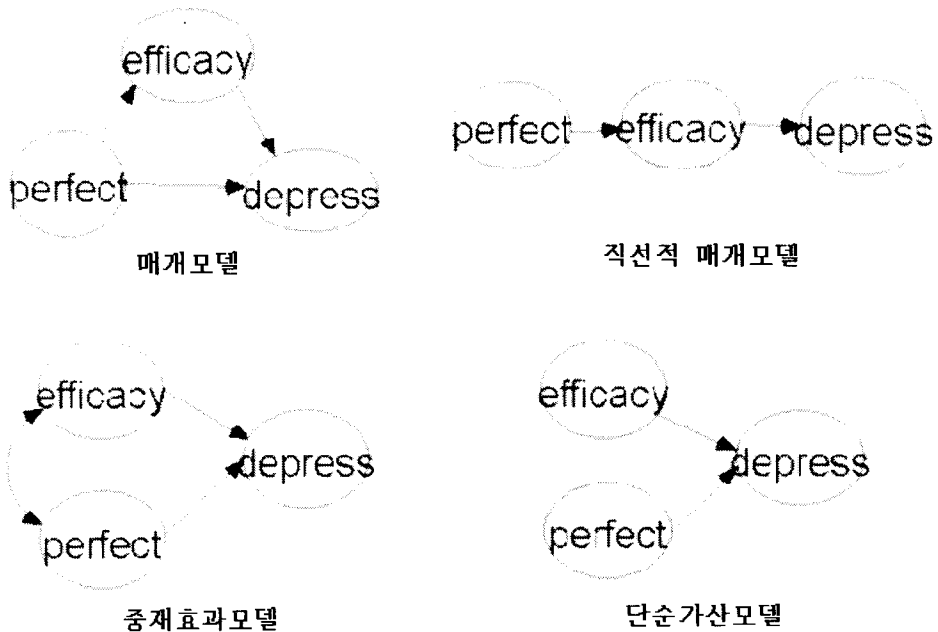 efficacy
perfect
depress
매개모델
perfect
efficacy
depress
직선적 매개모델
efficacy
depress
perfect
중재효과모델
efficacy
depress
perfect
단순가산모델